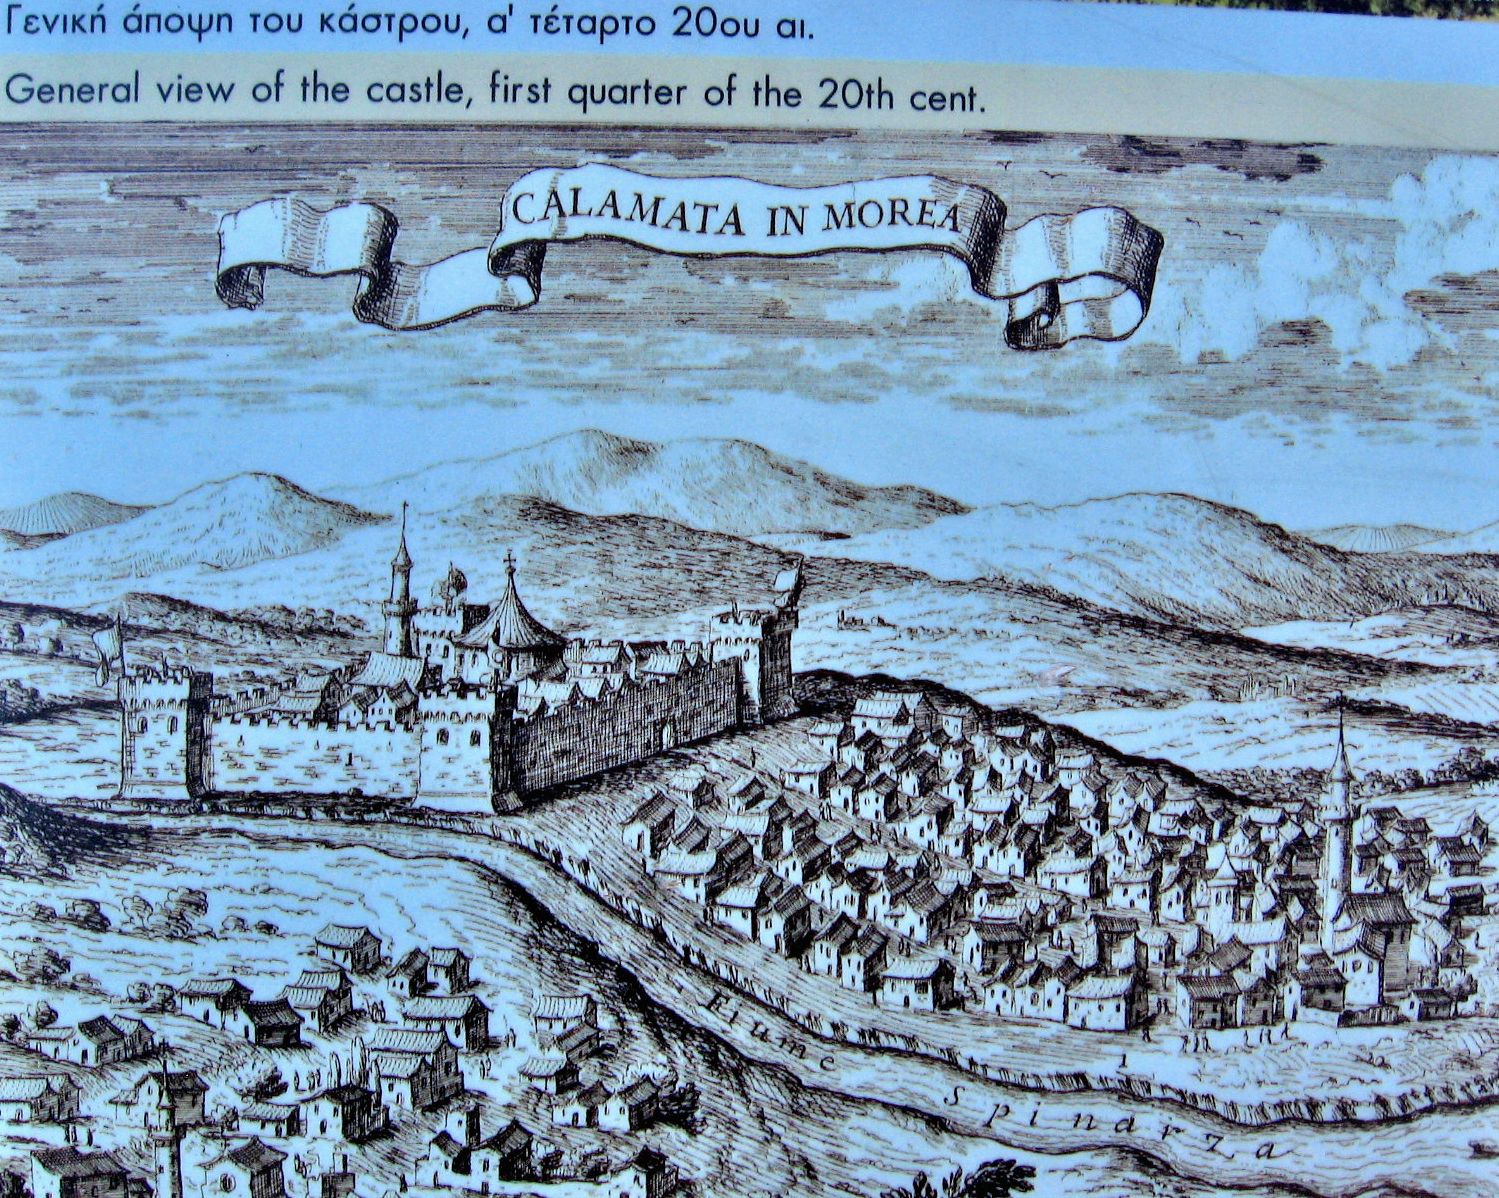 Γενική άποψη του κάστρου, α' τέταρτο 20ου αι.
General view of the castle, first quarter of the 20th cent.
CALAMATA IN MOREA
Fiume Spinarza